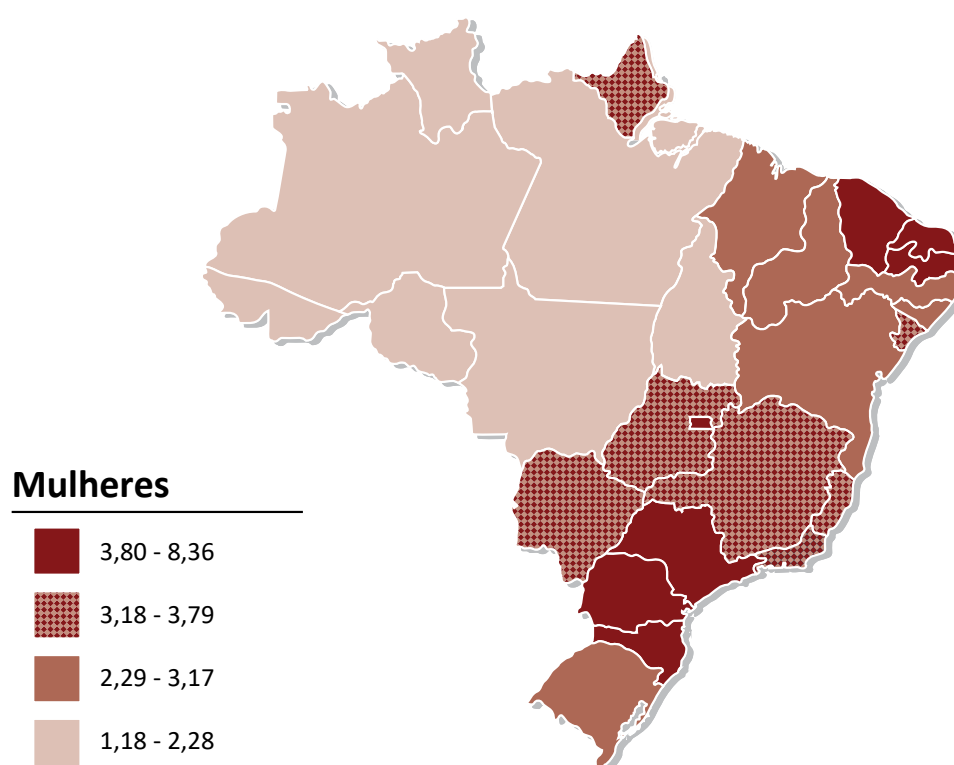 Mulheres
3,80 - 8,36
3,18 - 3,79
2,29 - 3,17
1,18 - 2,28